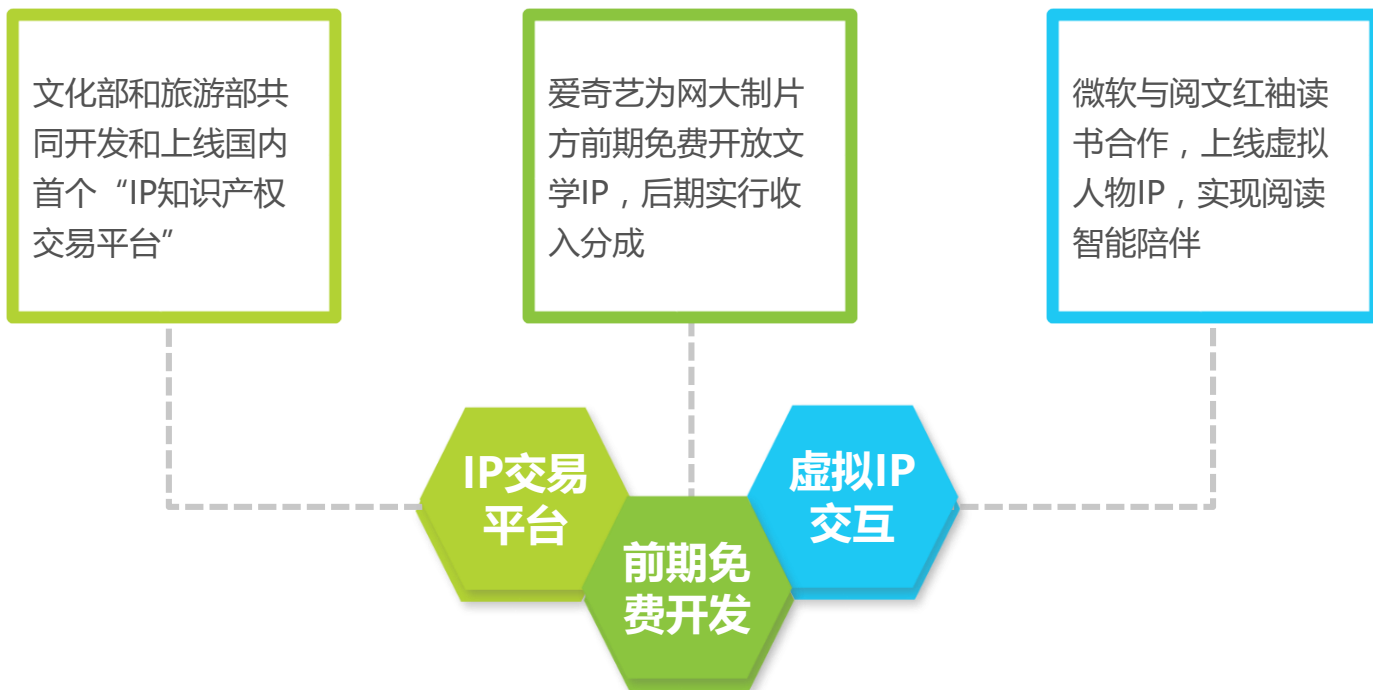 文化部和旅游部共
同开发和上线国内
首个“IP知识产权
交易平台”
爱奇艺为网大制片
方前期免费开放文
学IP，后期实行收
入分成
微软与阅文红袖读
书合作，上线虚拟
人物IP，实现阅读
智能陪伴
IP交易
平台
前期免
费开发
虚拟IP
交互